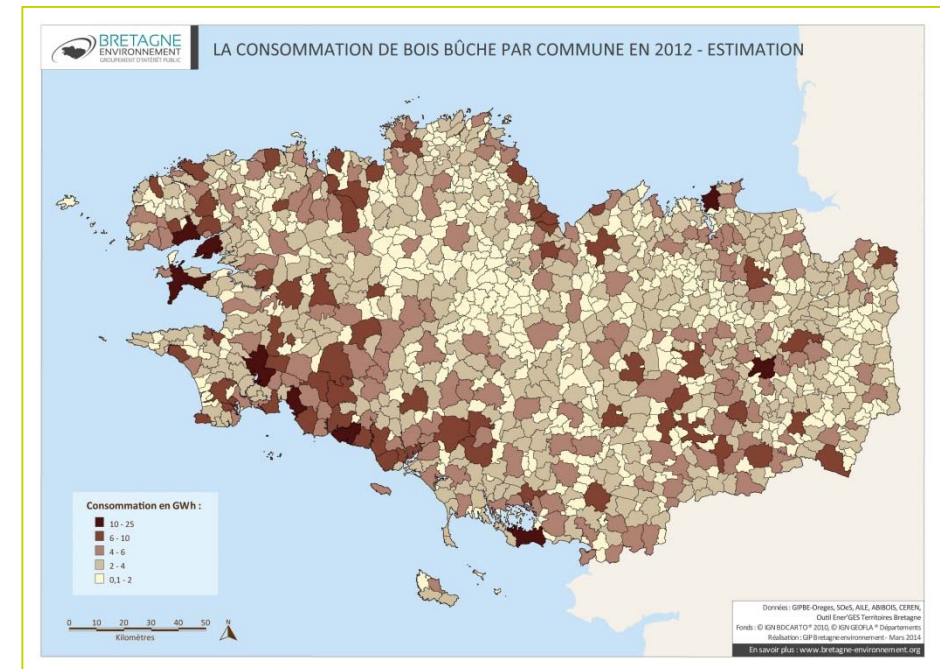 BRETAGNE
ENVIRONNEMENT
GROUPEMENT D'INTÉRÊT PUBLIC
LA CONSOMMATION DE BOIS BÛCHE PAR COMMUNE EN 2012 - ESTIMATION
Consommation en GWh :
10 - 25
6 - 10
4 - 6
2 - 4
0,1 - 2
0 10 20 30 40 50
Kilomètres
N
Données : GIPBE-Oreges, SOeS, AILE, ABIBOIS, CEREN,
Outil Ener'GES Territoires Bretagne
Fonds : © IGN BDCARTO® 2010, © IGN GEOFLA ® Départements
Réalisation : GIP Bretagne environnement - Mars 2014
En savoir plus : www.bretagne-environnement.org